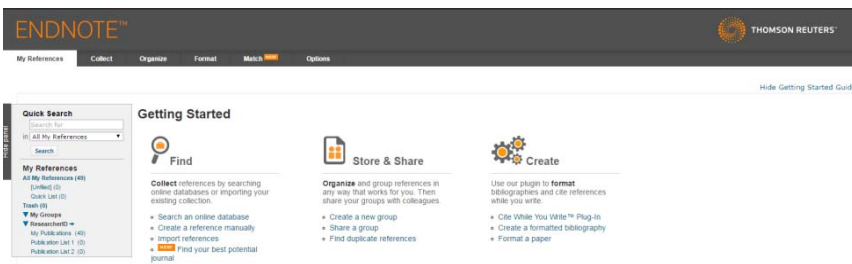 ENDNOTE™
THOMSON REUTERS™
My References Collect Organize Format Match NEW Options
Hide Getting Started Guid
Hide panel
Quick Search
Search for
in All My References
Search
My References
All My References (49)
[Unfiled] (0)
Quick List (0)
Trash (0)
My Groups
ResearcherID
My Publications (49)
Publication List 1 (0)
Publication List 2 (0)
Getting Started
Find
Collect references by searching
online databases or importing your
existing collection.
Search an online database
Create a reference manually
Import references
NEW Find your best potential
journal
Store & Share
Organize and group references in
any way that works for you. Then
share your groups with colleagues.
Create a new group
Share a group
Find duplicate references
Create
Use our plugin to format
bibliographies and cite references
while you write.
Cite While You Write™ Plug-In
Create a formatted bibliography
Format a paper